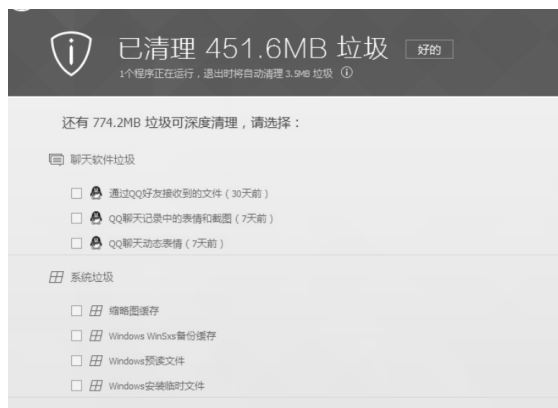 已清理 451.6MB 垃圾 好的
1个程序正在运行，退出时将自动清理 3.5MB 垃圾
还有 774.2MB 垃圾可深度清理，请选择：
聊天软件垃圾
通过QQ好友接收到的文件（30天前）
QQ聊天记录中的表情和截图（7天前）
QQ聊天动态表情（7天前）
系统垃圾
缩略图缓存
Windows WinSxs备份缓存
Windows预读文件
Windows安装临时文件